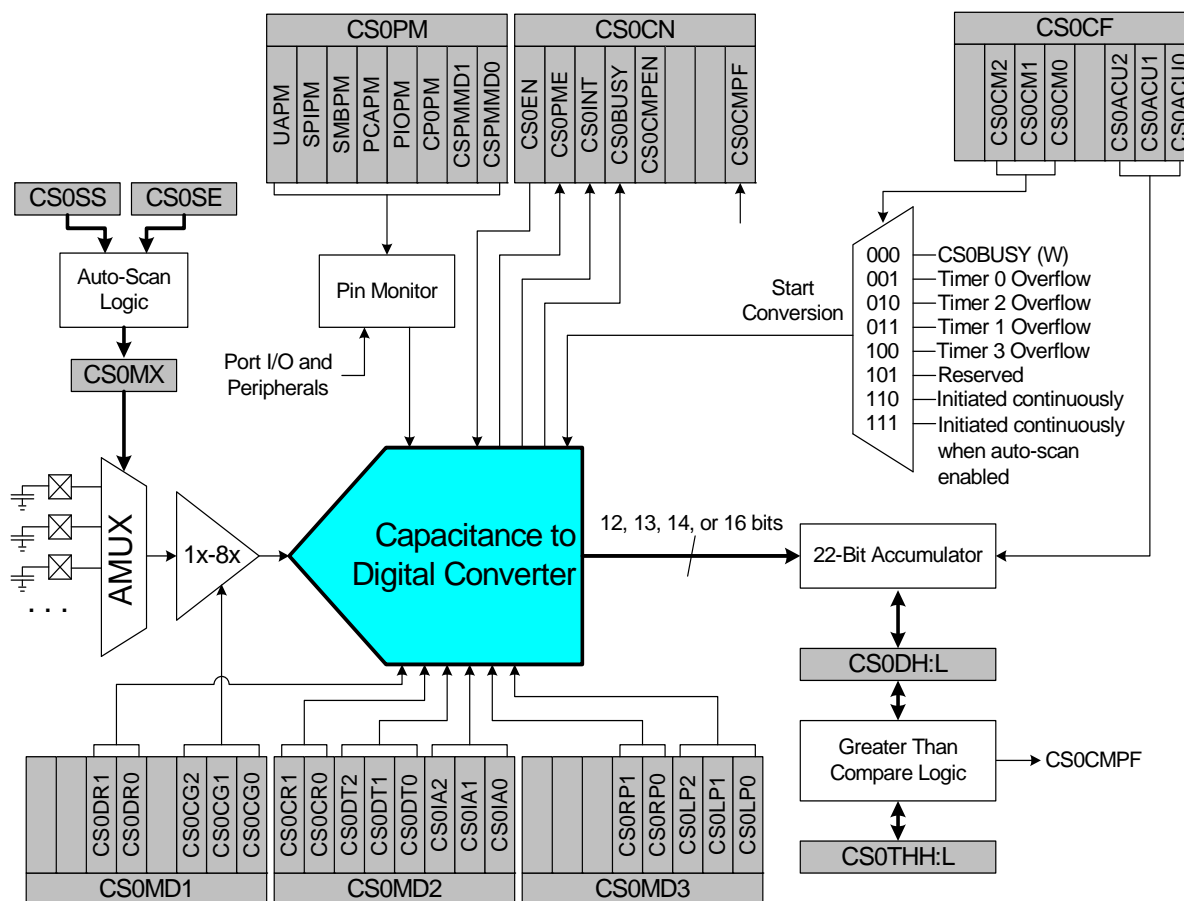 CS0PM
CS0CN
CS0CF
UAPM
SPIPM
SMBPM
PCAPM
PIOPM
CP0PM
CSPMMD1
CSPMMD0
CS0EN
CS0PME
CS0INT
CS0BUSY
CS0CMPEN
CS0CMPF
CS0CM2
CS0CM1
CS0CM0
CS0ACU2
CS0ACU1
CS0ACU0
CS0SS
CS0SE
Auto-Scan
Logic
CS0MX
Pin Monitor
Port I/O and
Peripherals
Start
Conversion
000
CS0BUSY (W)
001
Timer 0 Overflow
010
Timer 2 Overflow
011
Timer 1 Overflow
100
Timer 3 Overflow
101
Reserved
110
Initiated continuously
111
Initiated continuously
when auto-scan
enabled
AMUX
. . .
1x-8x
Capacitance to
Digital Converter
12, 13, 14, or 16 bits
22-Bit Accumulator
CS0DH:L
Greater Than
Compare Logic
CS0CMPF
CS0THH:L
CS0DR1
CS0DR0
CS0CG2
CS0CG1
CS0CG0
CS0MD1
CS0CR1
CS0CR0
CS0DT2
CS0DT1
CS0DT0
CS0IA2
CS0IA1
CS0IA0
CS0MD2
CS0RP1
CS0RP0
CS0LP2
CS0LP1
CS0LP0
CS0MD3